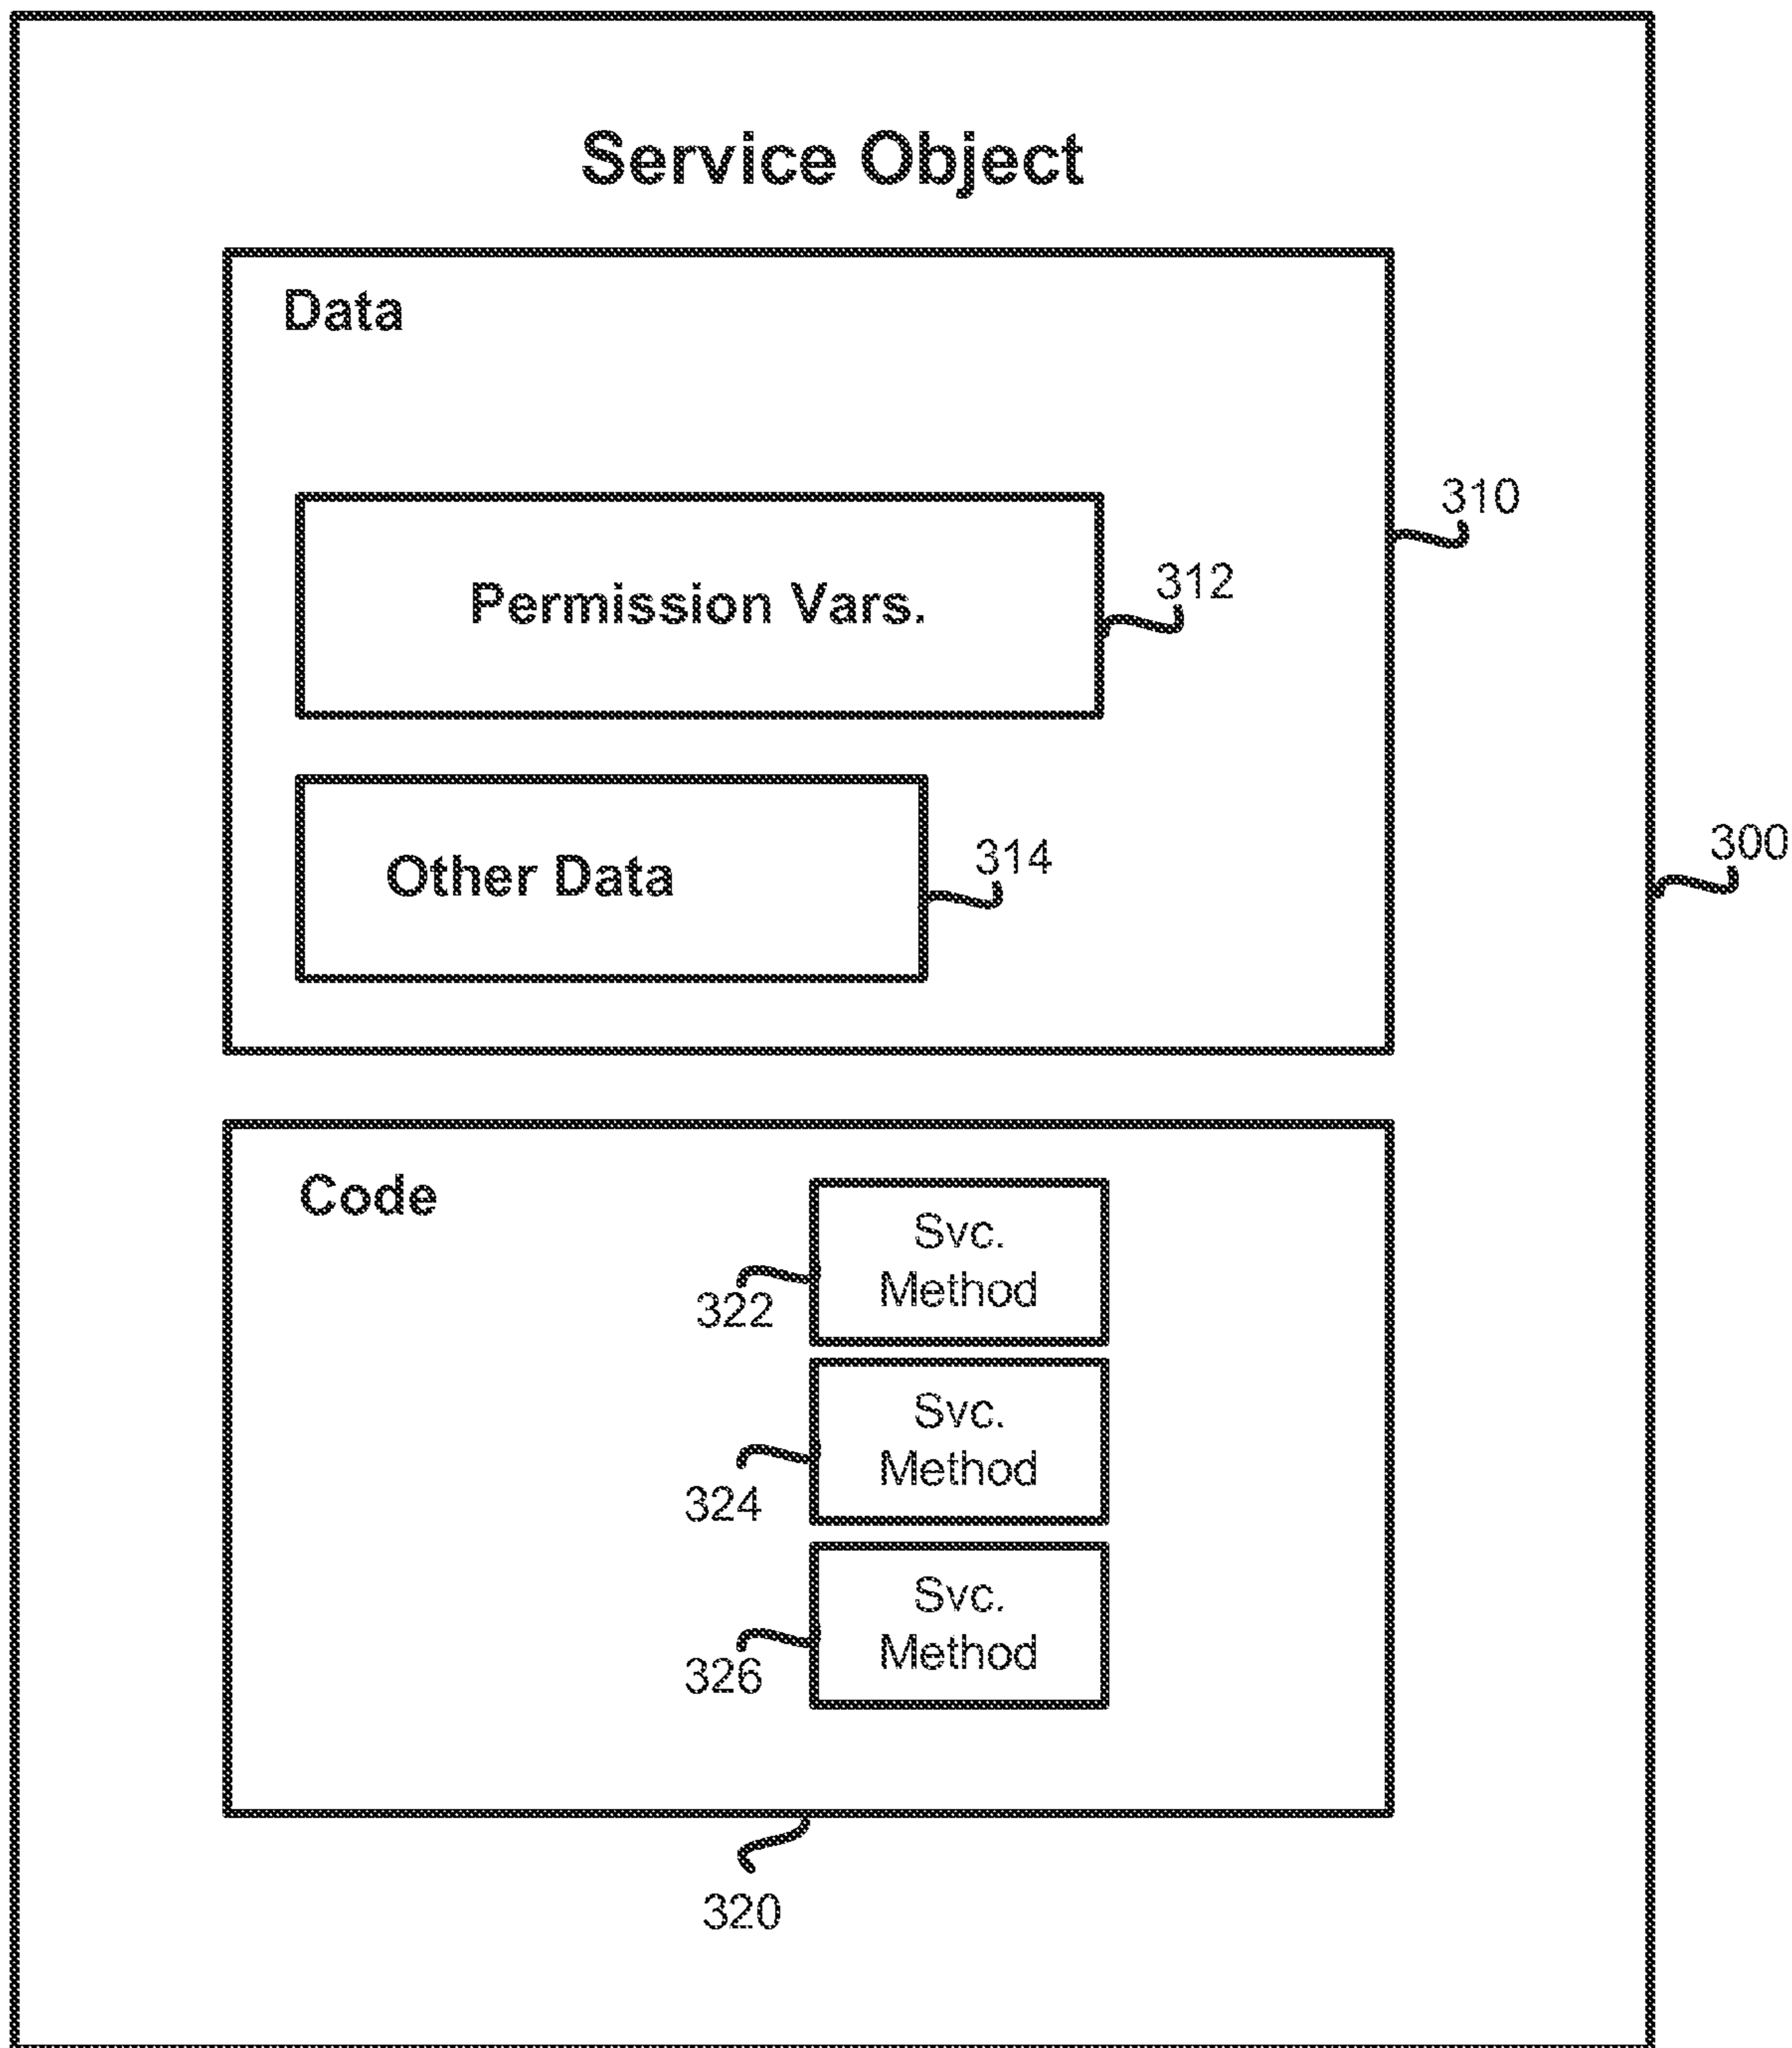 Service Object
Data
310
Permission Vars.
312
Other Data
314
300
Code
Svc.
Method
322
Svc.
Method
324
Svc.
Method
326
320